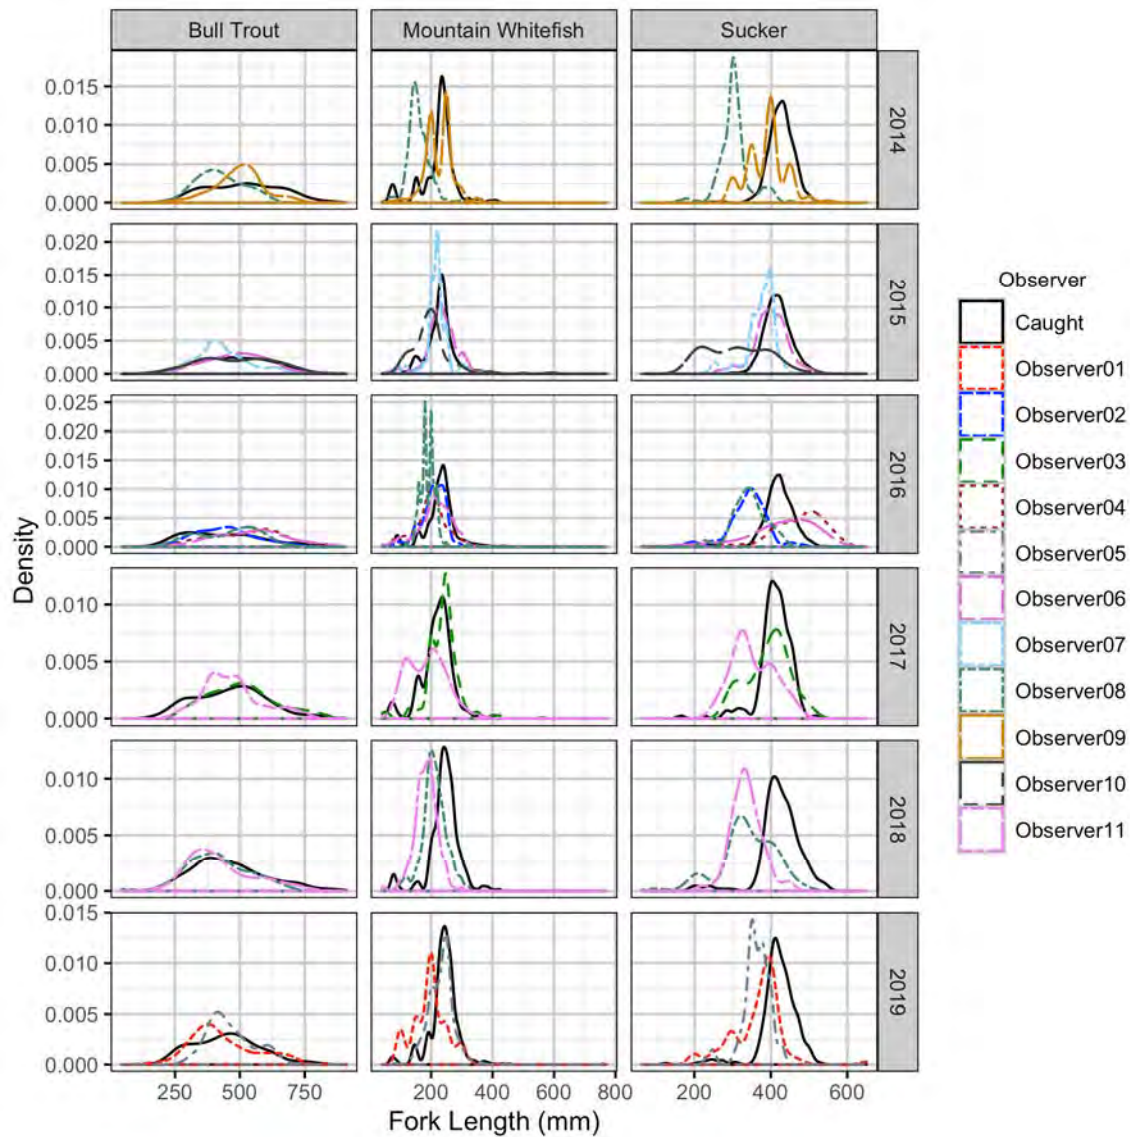 Bull Trout
Mountain Whitefish
Sucker
0.015
0.010
0.005
0.000
2014
0.020
0.015
0.010
0.005
0.000
2015
0.025
0.020
0.015
0.010
0.005
0.000
2016
0.010
0.005
0.000
2017
0.010
0.005
0.000
2018
0.015
0.010
0.005
0.000
2019
250 500 750
200 400 600 800
200 400 600
Density
Fork Length (mm)
Observer
Caught
Observer01
Observer02
Observer03
Observer04
Observer05
Observer06
Observer07
Observer08
Observer09
Observer10
Observer11